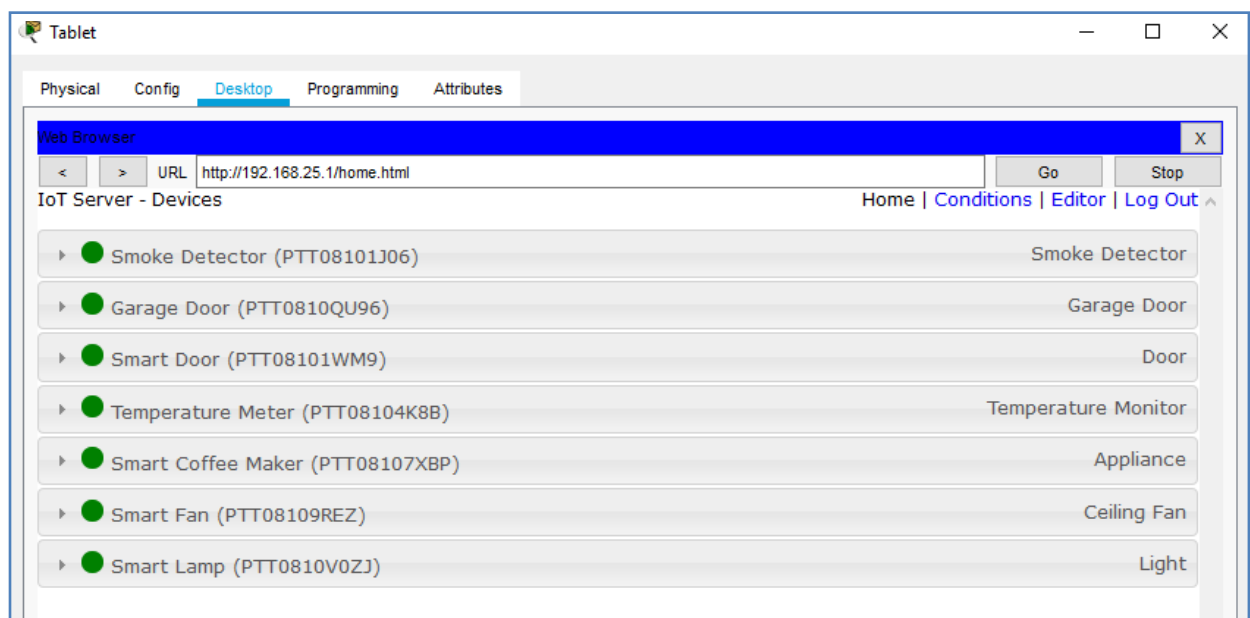 Tablet
Physical Config Desktop Programming Attributes
Web Browser X
< > URL http://192.168.25.1/home.html Go Stop
IoT Server - Devices Home | Conditions | Editor | Log Out
Smoke Detector (PTT08101J06) Smoke Detector
Garage Door (PTT0810QU96) Garage Door
Smart Door (PTT08101WM9) Door
Temperature Meter (PTT08104K8B) Temperature Monitor
Smart Coffee Maker (PTT08107XBP) Appliance
Smart Fan (PTT08109REZ) Ceiling Fan
Smart Lamp (PTT0810V0ZJ) Light